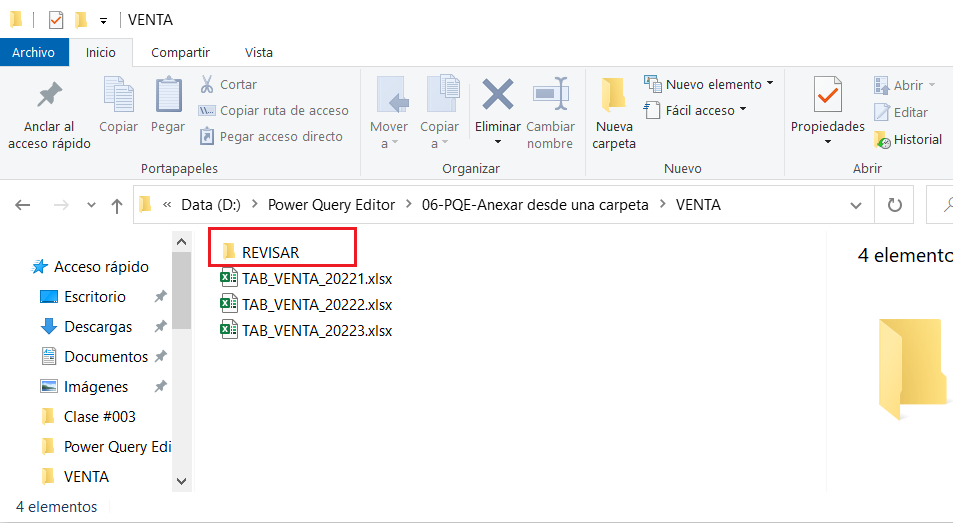 VENTA
Archivo Inicio Compartir Vista
Anclar al acceso rápido
Copiar
Pegar
Cortar
Copiar ruta de acceso
Pegar acceso directo
Portapapeles
Mover a
Copiar a
Eliminar
Cambiar nombre
Organizar
Nueva carpeta
Nuevo elemento
Fácil acceso
Nuevo
Propiedades
Abrir
Editar
Historial
Abrir
« Data (D:) > Power Query Editor > 06-PQE-Anexar desde una carpeta > VENTA
Acceso rápido
Escritorio
Descargas
Documentos
Imágenes
Clase #003
Power Query Edi
VENTA
REVISAR
TAB_VENTA_20221.xlsx
TAB_VENTA_20222.xlsx
TAB_VENTA_20223.xlsx
4 elemento
4 elementos